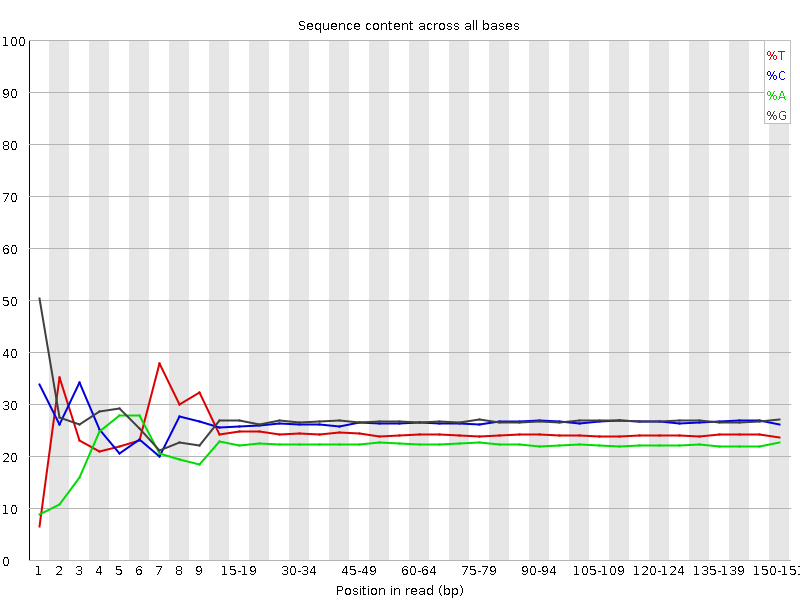 Sequence content across all bases
%T
%C
%A
%G
100
90
80
70
60
50
40
30
20
10
0
1 2 3 4 5 6 7 8 9 15-19 30-34 45-49 60-64 75-79 90-94 105-109 120-124 135-139 150-151
Position in read (bp)